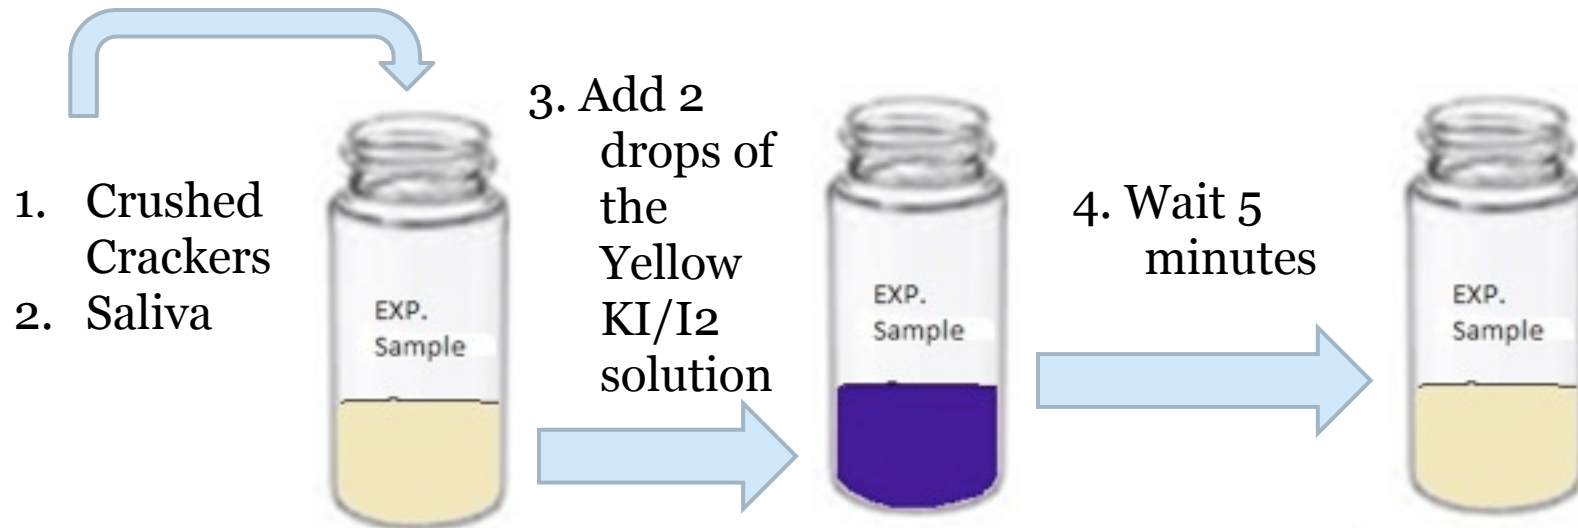 1. Crushed
Crackers
2. Saliva
EXP.
Sample
3. Add 2
drops of
the
Yellow
KI/I2
solution
EXP.
Sample
4. Wait 5
minutes
EXP.
Sample